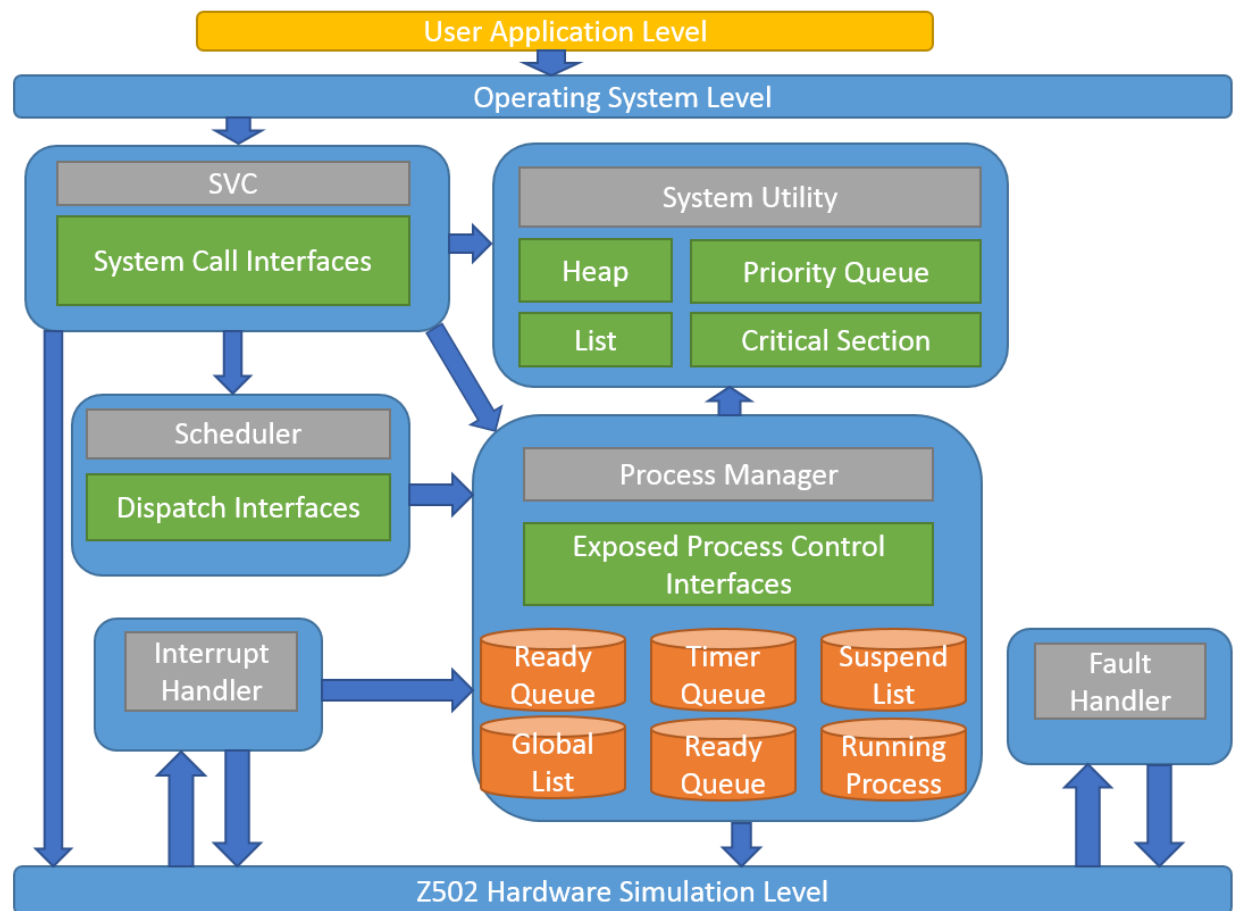 User Application Level
Operating System Level
SVC
System Call Interfaces
System Utility
Heap
Priority Queue
List
Critical Section
Scheduler
Dispatch Interfaces
Process Manager
Exposed Process Control
Interfaces
Interrupt
Handler
Ready
Queue
Timer
Queue
Suspend
List
Global
List
Ready
Queue
Running
Process
Fault
Handler
Z502 Hardware Simulation Level